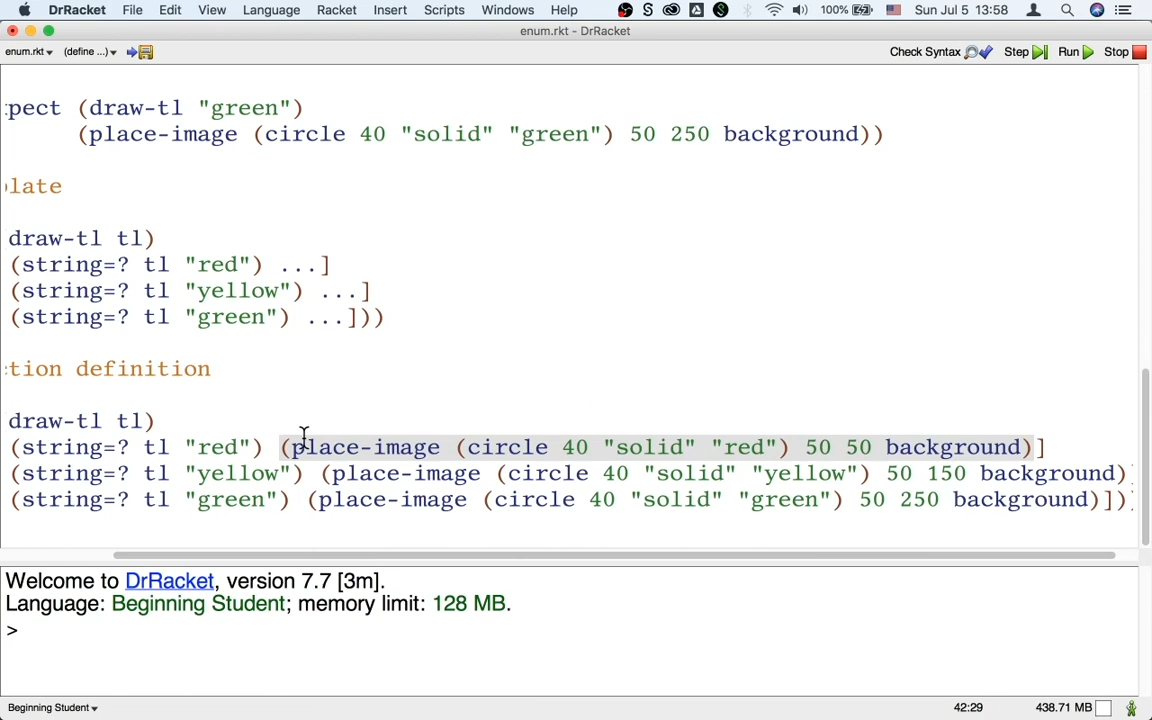 DrRacket File Edit View Language Racket Insert Scripts Windows Help 100% Sun Jul 5 13:58
enum.rkt - DrRacket
enum.rkt (define ...) Check Syntax Step Run Stop
pect (draw-tl "green")
(place-image (circle 40 "solid" "green") 50 250 background))
late
draw-tl tl)
(string=? tl "red") ...]
(string=? tl "yellow") ...]
(string=? tl "green") ...]))
tion definition
draw-tl tl)
(string=? tl "red") (place-image (circle 40 "solid" "red") 50 50 background)]
(string=? tl "yellow") (place-image (circle 40 "solid" "yellow") 50 150 background)]
(string=? tl "green") (place-image (circle 40 "solid" "green") 50 250 background)]))
Welcome to DrRacket, version 7.7 [3m].
Language: Beginning Student; memory limit: 128 MB.
>
Beginning Student 42:29 438.71 MB